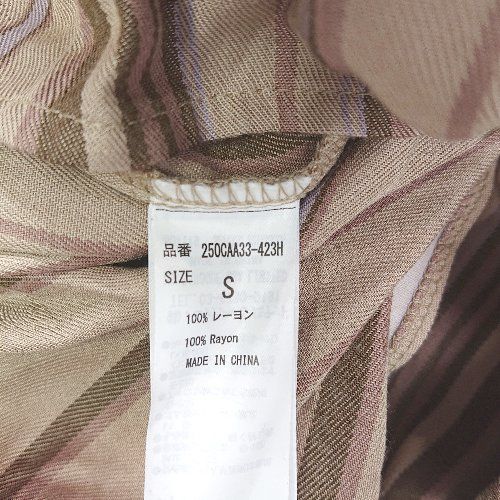 品番 250CAA33-423H
SIZE
S
100% レーヨン
100% Rayon
MADE IN CHINA